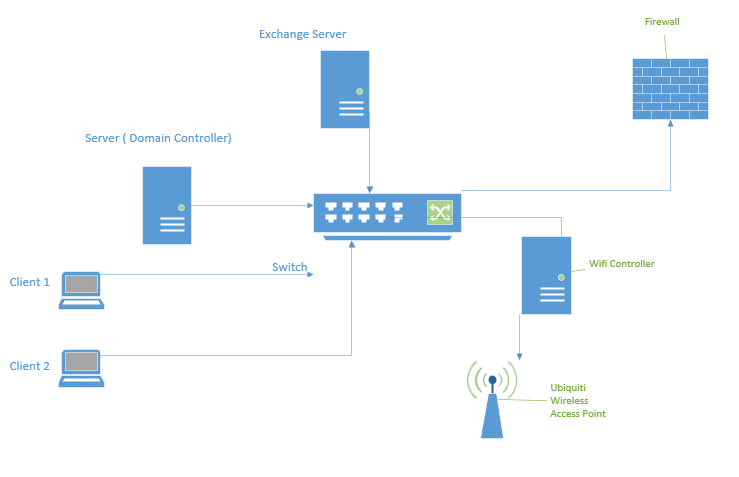 Firewall
Exchange Server
Server ( Domain Controller)
Switch
Wifi Controller
Client 1
Client 2
Ubiquiti
Wireless
Access Point